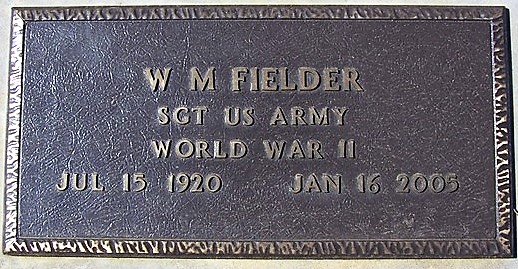 W M FIELDER
SGT US ARMY
WORLD WAR II
JUL 15 1920 JAN 16 2005